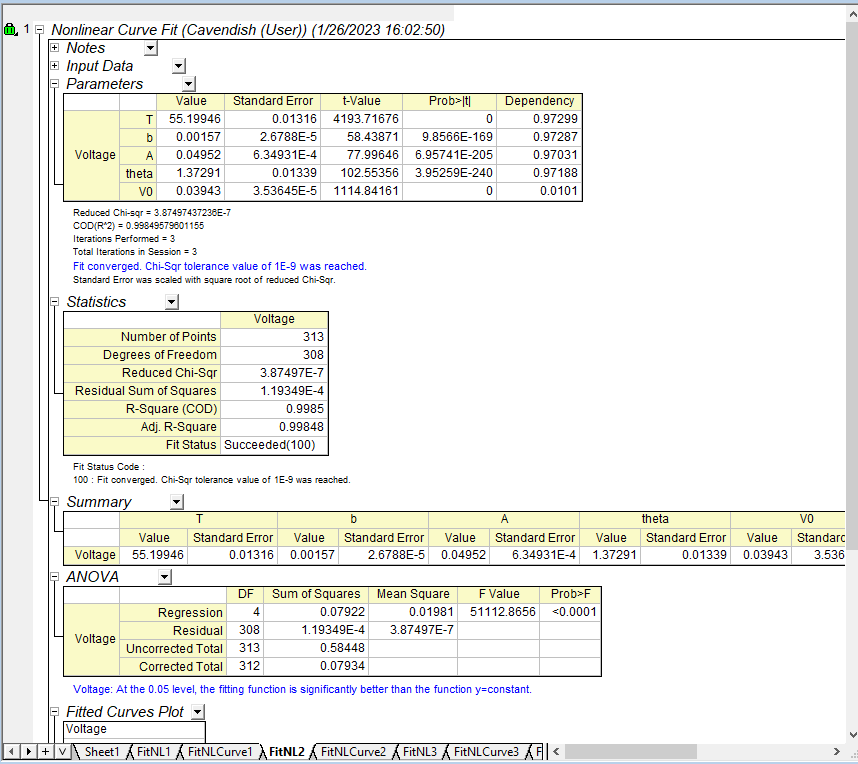 1 Nonlinear Curve Fit (Cavendish (User)) (1/26/2023 16:02:50)
Notes
Input Data
Parameters
Value Standard Error t-Value Prob>|t| Dependency
T 55.19946 0.01316 4193.71676 0 0.97299
b 0.00157 2.6788E-5 58.43871 9.8566E-169 0.97287
Voltage A 0.04952 6.34931E-4 77.99646 6.95741E-205 0.97031
theta 1.37291 0.01339 102.55356 3.95259E-240 0.97188
V0 0.03943 3.53645E-5 1114.84161 0 0.0101
Reduced Chi-sqr = 3.87497437236E-7
COD(R^2) = 0.99849579601155
Iterations Performed = 3
Total Iterations in Session = 3
Fit converged. Chi-Sqr tolerance value of 1E-9 was reached.
Standard Error was scaled with square root of reduced Chi-Sqr.
Statistics
Voltage
Number of Points 313
Degrees of Freedom 308
Reduced Chi-Sqr 3.87497E-7
Residual Sum of Squares 1.19349E-4
R-Square (COD) 0.9985
Adj. R-Square 0.99848
Fit Status Succeeded(100)
Fit Status Code :
100 : Fit converged. Chi-Sqr tolerance value of 1E-9 was reached.
Summary
T b A theta V0
Value Standard Error Value Standard Error Value Standard Error Value Standard Error Value Standard
Voltage 55.19946 0.01316 0.00157 2.6788E-5 0.04952 6.34931E-4 1.37291 0.01339 0.03943 3.536
ANOVA
DF Sum of Squares Mean Square F Value Prob>F
Regression 4 0.07922 0.01981 51112.8656 <0.0001
Voltage Residual 308 1.19349E-4 3.87497E-7
Uncorrected Total 313 0.58448
Corrected Total 312 0.07934
Voltage: At the 0.05 level, the fitting function is significantly better than the function y=constant.
Fitted Curves Plot
Voltage
Sheet1 FitNL1 FitNLCurve1 FitNL2 FitNLCurve2 FitNL3 FitNLCurve3 F